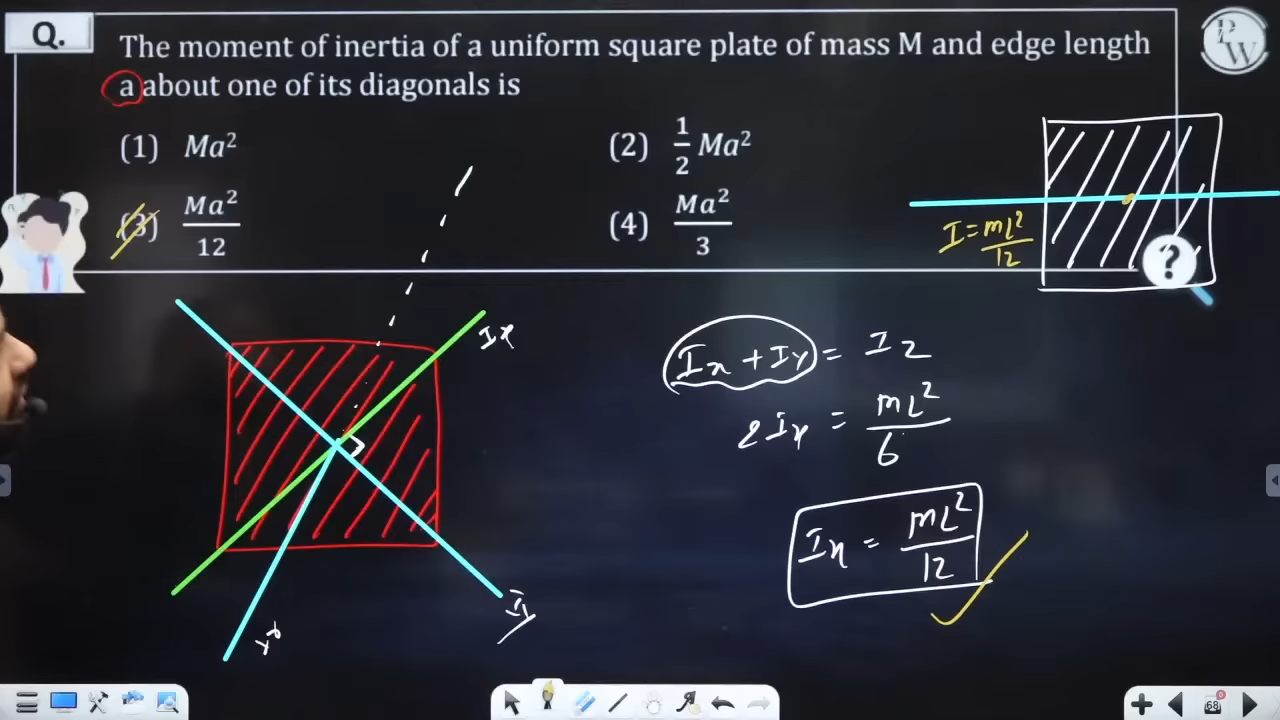 Q.
The moment of inertia of a uniform square plate of mass M and edge length
a about one of its diagonals is
(1) Ma²
(2) 1/2 Ma²
(3) Ma²/12
(4) Ma²/3
PW
I = mL²/12
?
Ix
Ix + Iy = Iz
2Ix = mL²/6
Ix = mL²/12
Iy
68